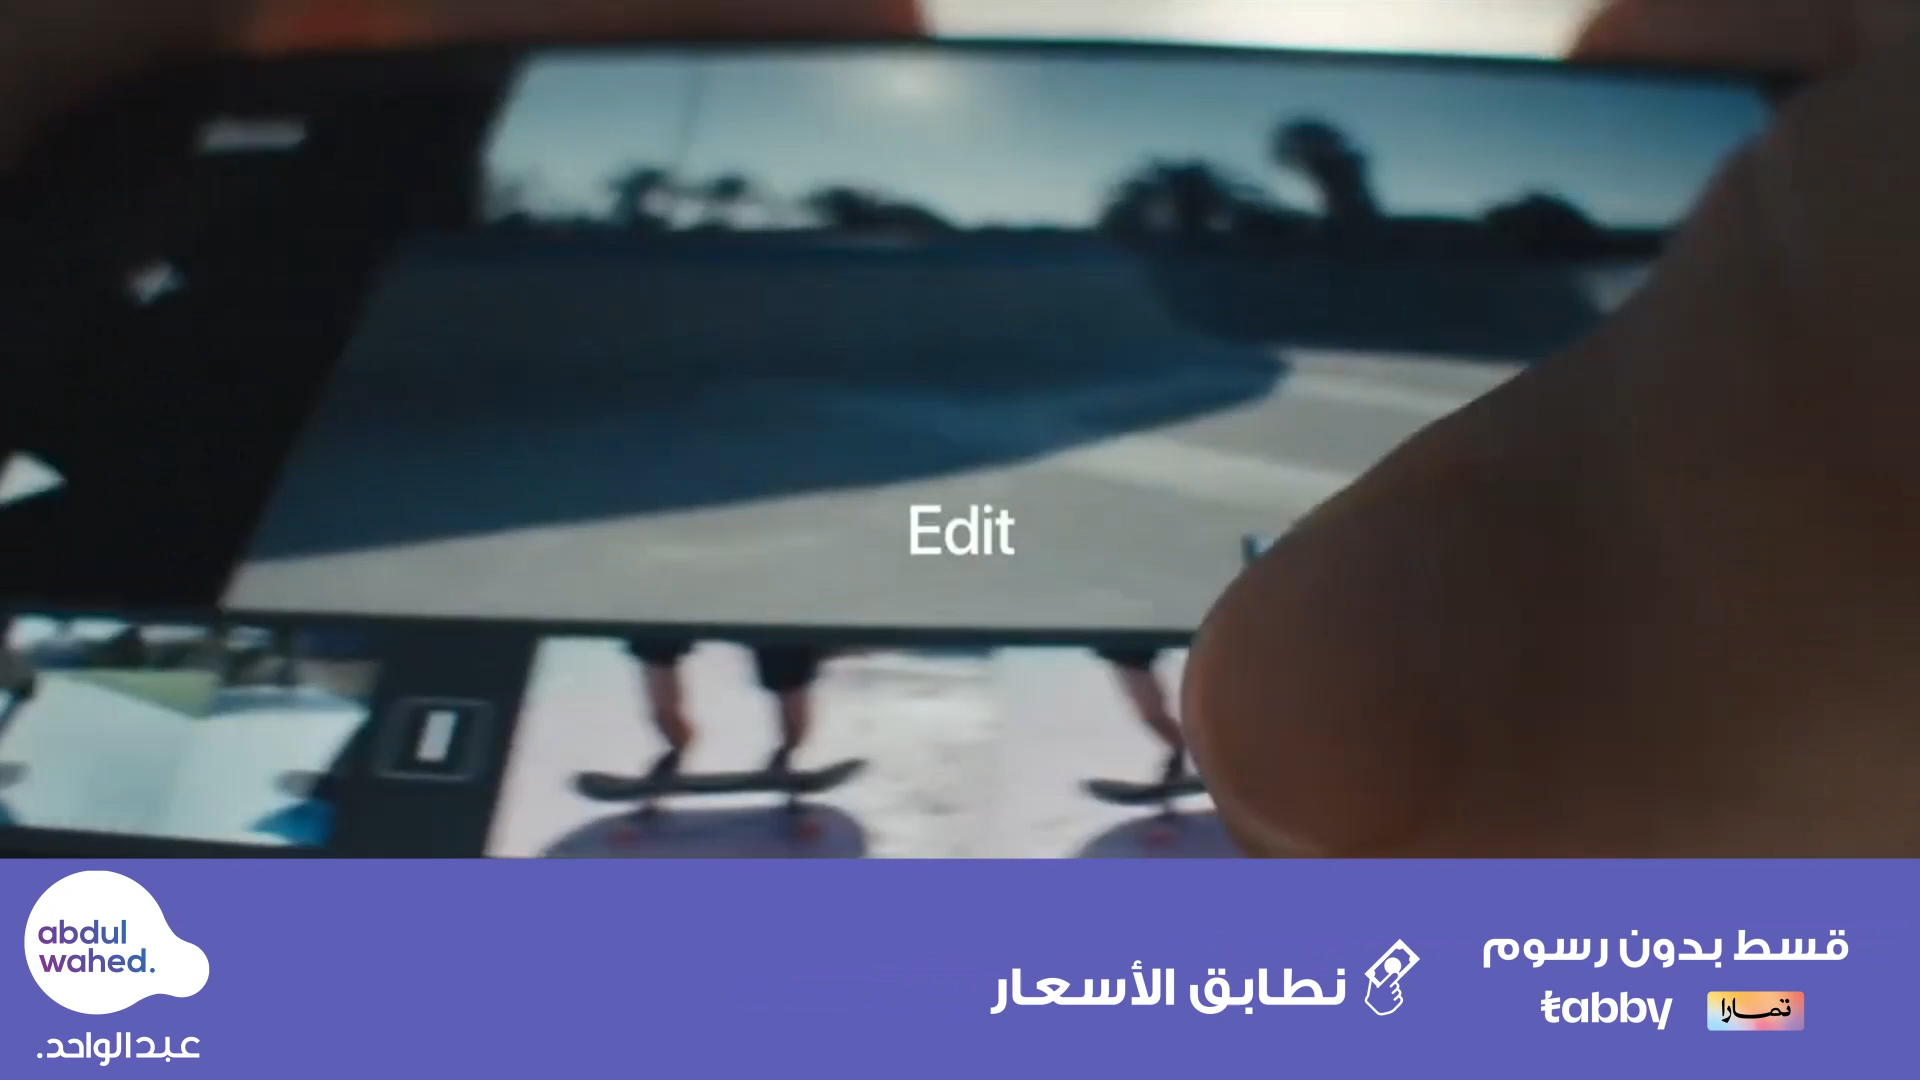 Edit
abdul
wahed.
عبدالواحد.
نطابق الأسعار
قسط بدون رسوم
tabby
تمارا